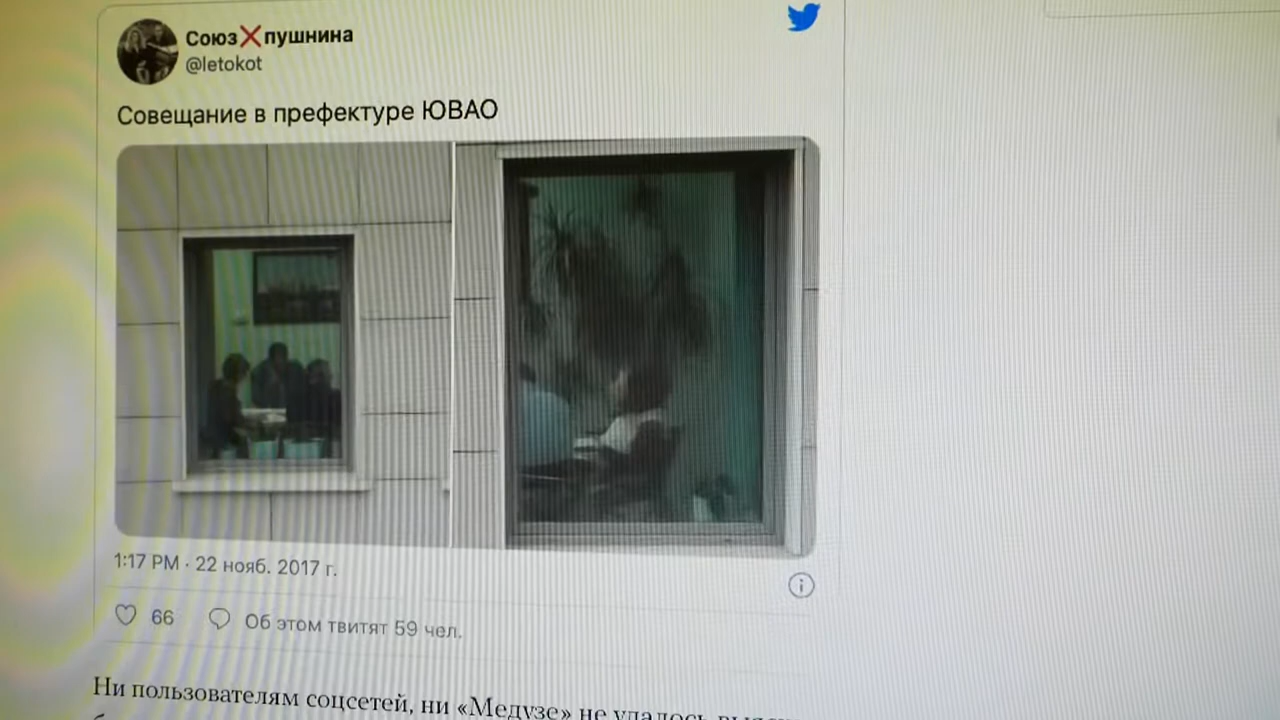 Союз❌пушнина
@letokot
Совещание в префектуре ЮВАО
1:17 PM · 22 нояб. 2017 г.
66
Об этом твитят 59 чел.
Ни пользователям соцсетей, ни «Медузе» не удалось